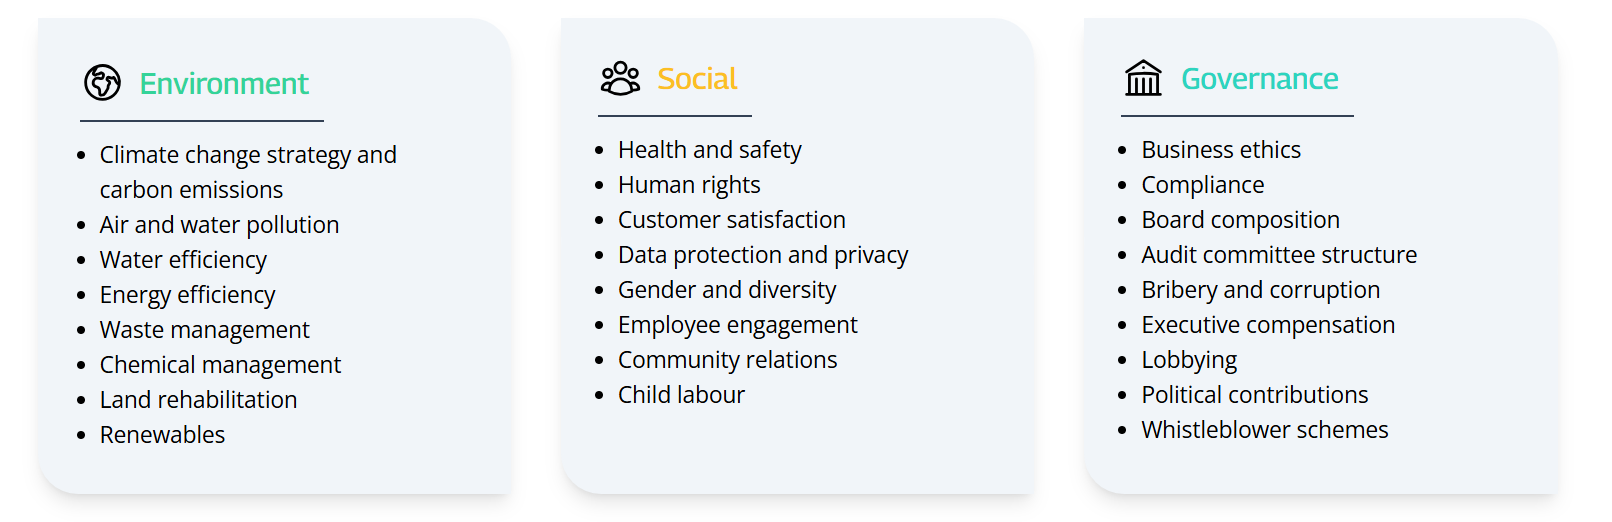 Environment
Climate change strategy and
carbon emissions
Air and water pollution
Water efficiency
Energy efficiency
Waste management
Chemical management
Land rehabilitation
Renewables
Social
Health and safety
Human rights
Customer satisfaction
Data protection and privacy
Gender and diversity
Employee engagement
Community relations
Child labour
Governance
Business ethics
Compliance
Board composition
Audit committee structure
Bribery and corruption
Executive compensation
Lobbying
Political contributions
Whistleblower schemes